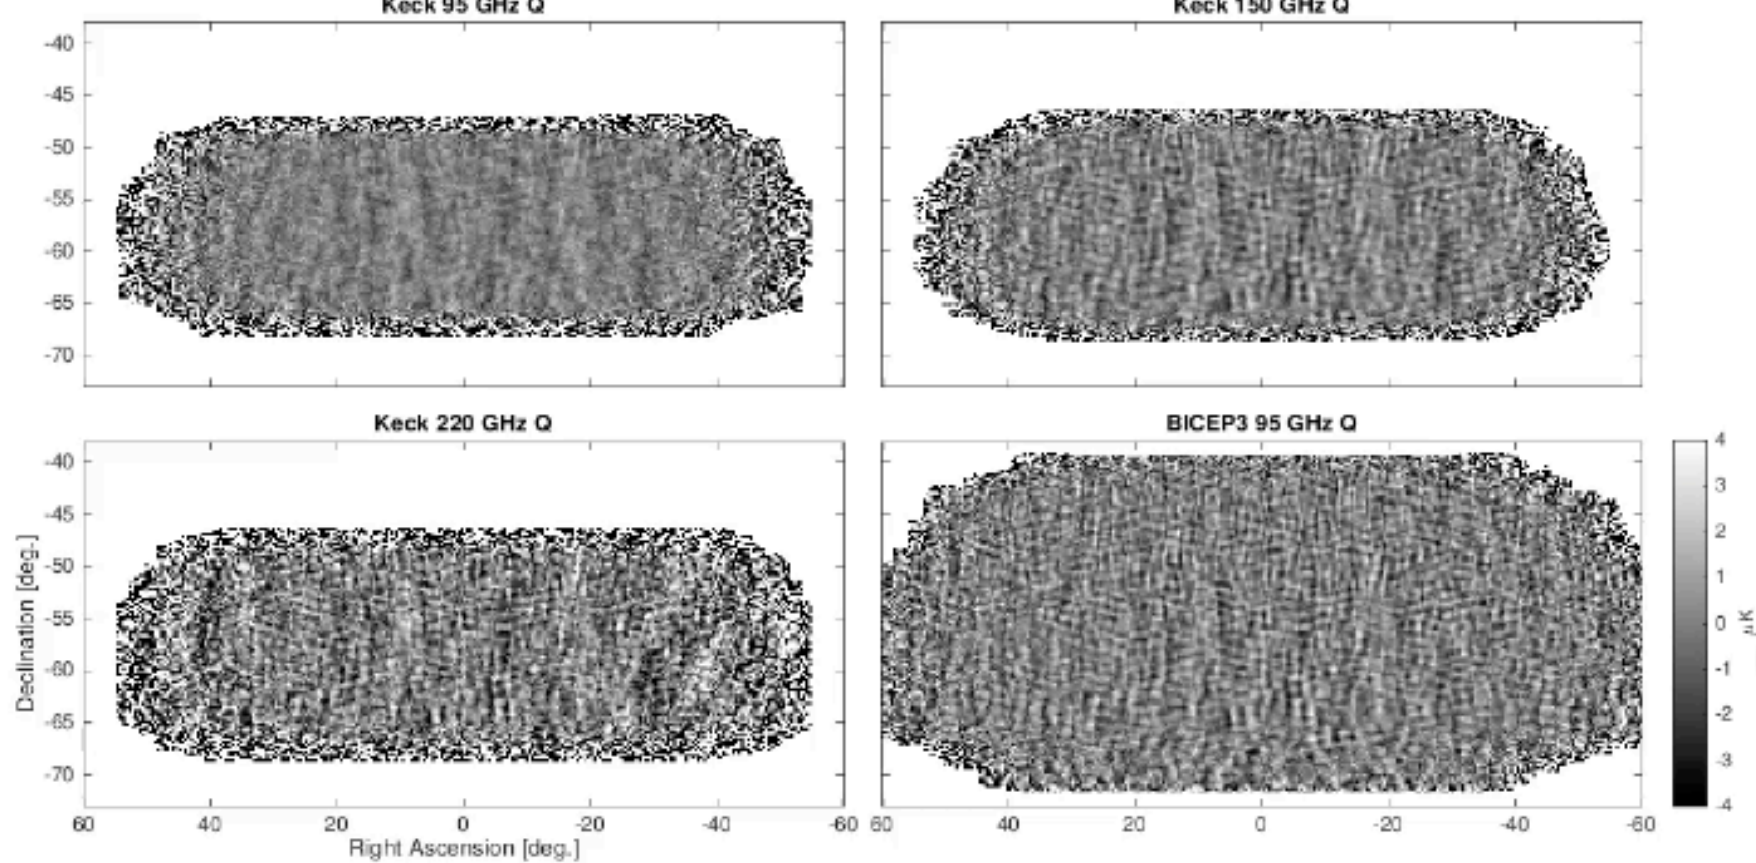 Keck 95 GHz Q
Keck 150 GHz Q
-40
-45
-50
-55
-60
-65
-70
Keck 220 GHz Q
BICEP3 95 GHz Q
-40
-45
-50
-55
-60
-65
-70
Declination [deg.]
60 40 20 0 -20 -40 -60
60 40 20 0 -20 -40 -60
Right Ascension [deg.]
4
3
2
1
0
-1
-2
-3
-4
μK